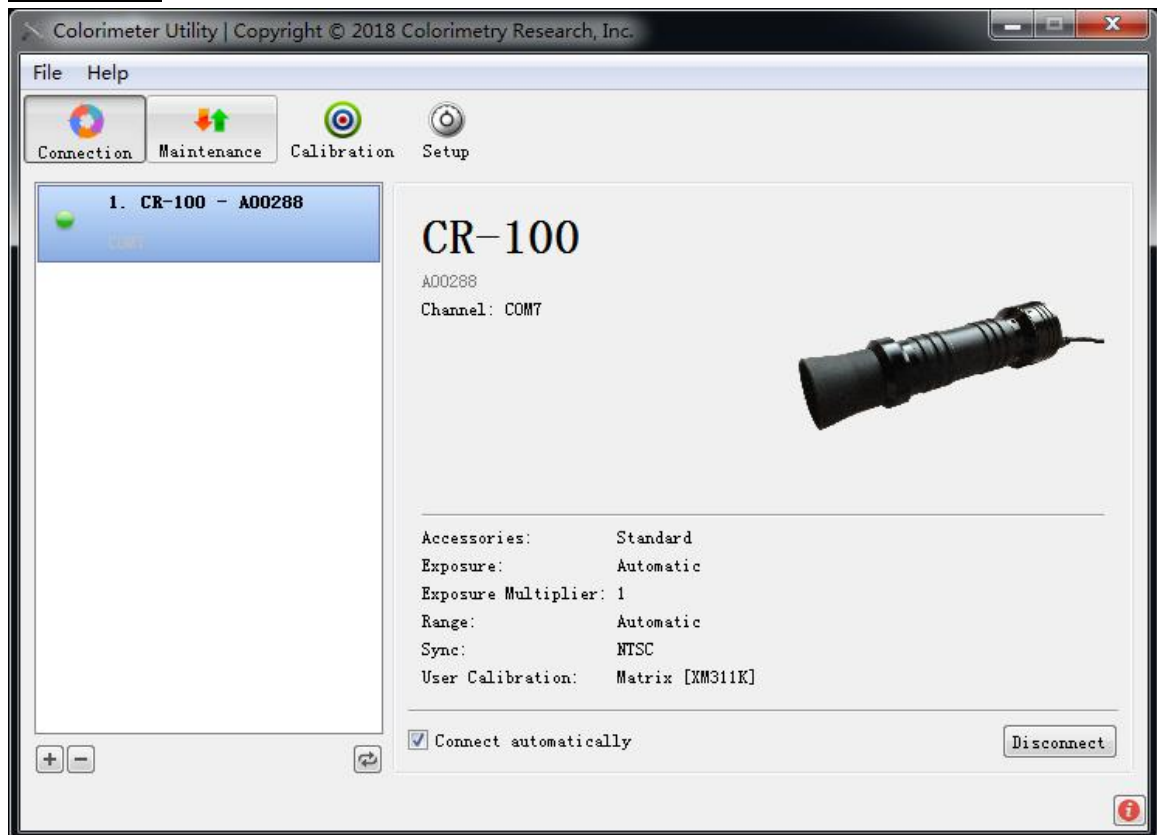 Colorimeter Utility | Copyright © 2018 Colorimetry Research, Inc.
File Help
Connection Maintenance Calibration Setup
1. CR-100 - A00288
COM7
CR-100
A00288
Channel: COM7
Accessories: Standard
Exposure: Automatic
Exposure Multiplier: 1
Range: Automatic
Sync: NTSC
User Calibration: Matrix [XM311K]
Connect automatically
Disconnect